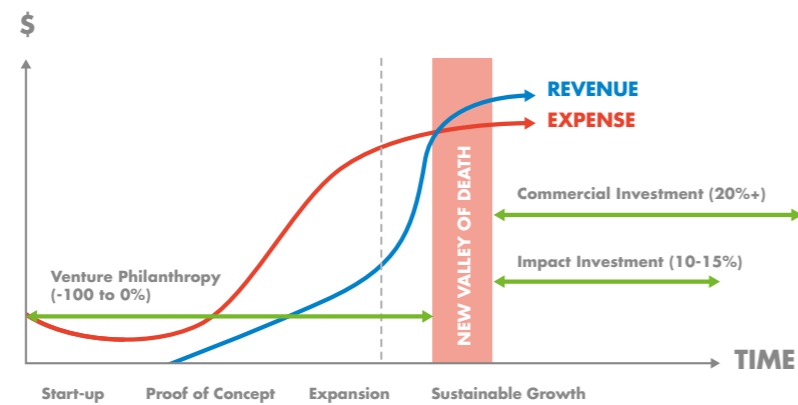 $
REVENUE
EXPENSE
NEW VALLEY OF DEATH
Commercial Investment (20%+)
Impact Investment (10-15%)
Venture Philanthropy
(-100 to 0%)
TIME
Start-up
Proof of Concept
Expansion
Sustainable Growth